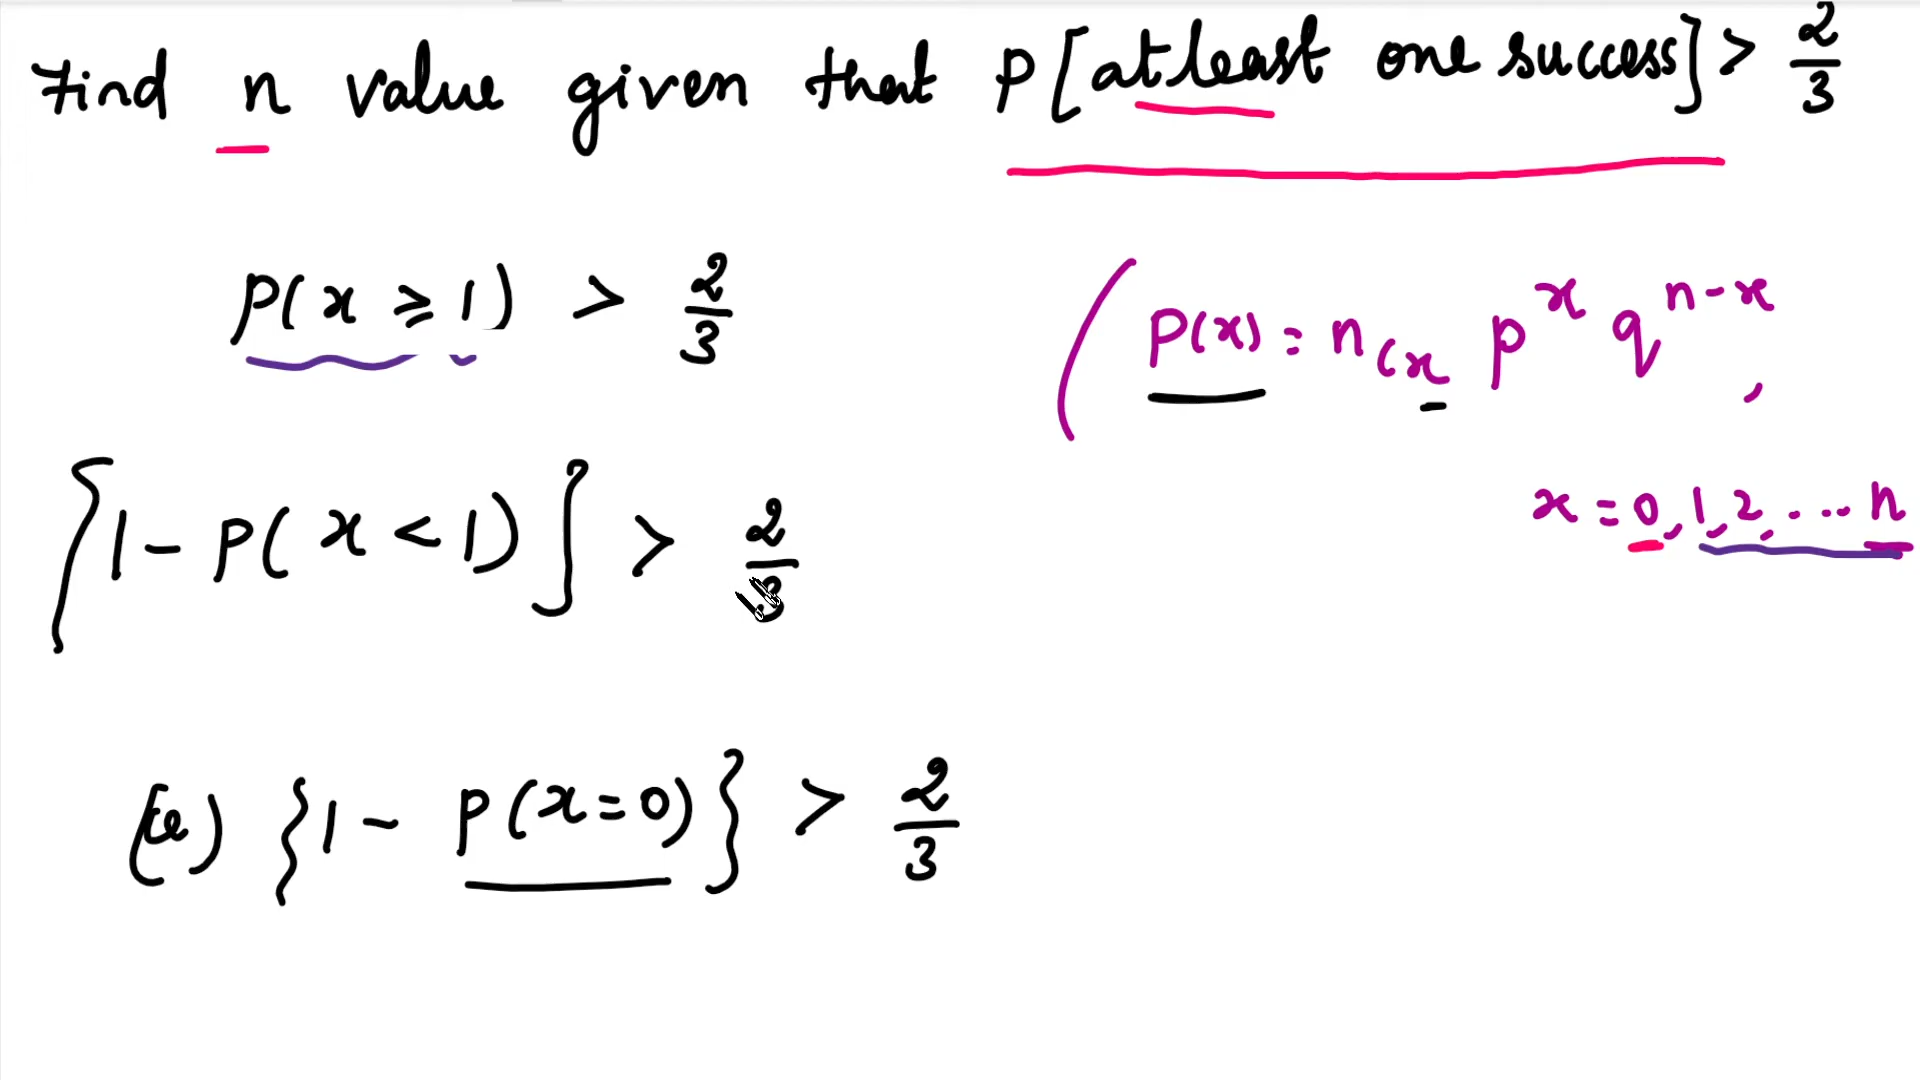 Find n value given that P[atleast one success] > 2/3
P(x ⩾ 1) > 2/3
(P(x) = nCx p^x q^n-x,
x = 0, 1, 2, ... n
[1 - P(x < 1)] > 2/3
(ie) {1 - P(x = 0)} > 2/3